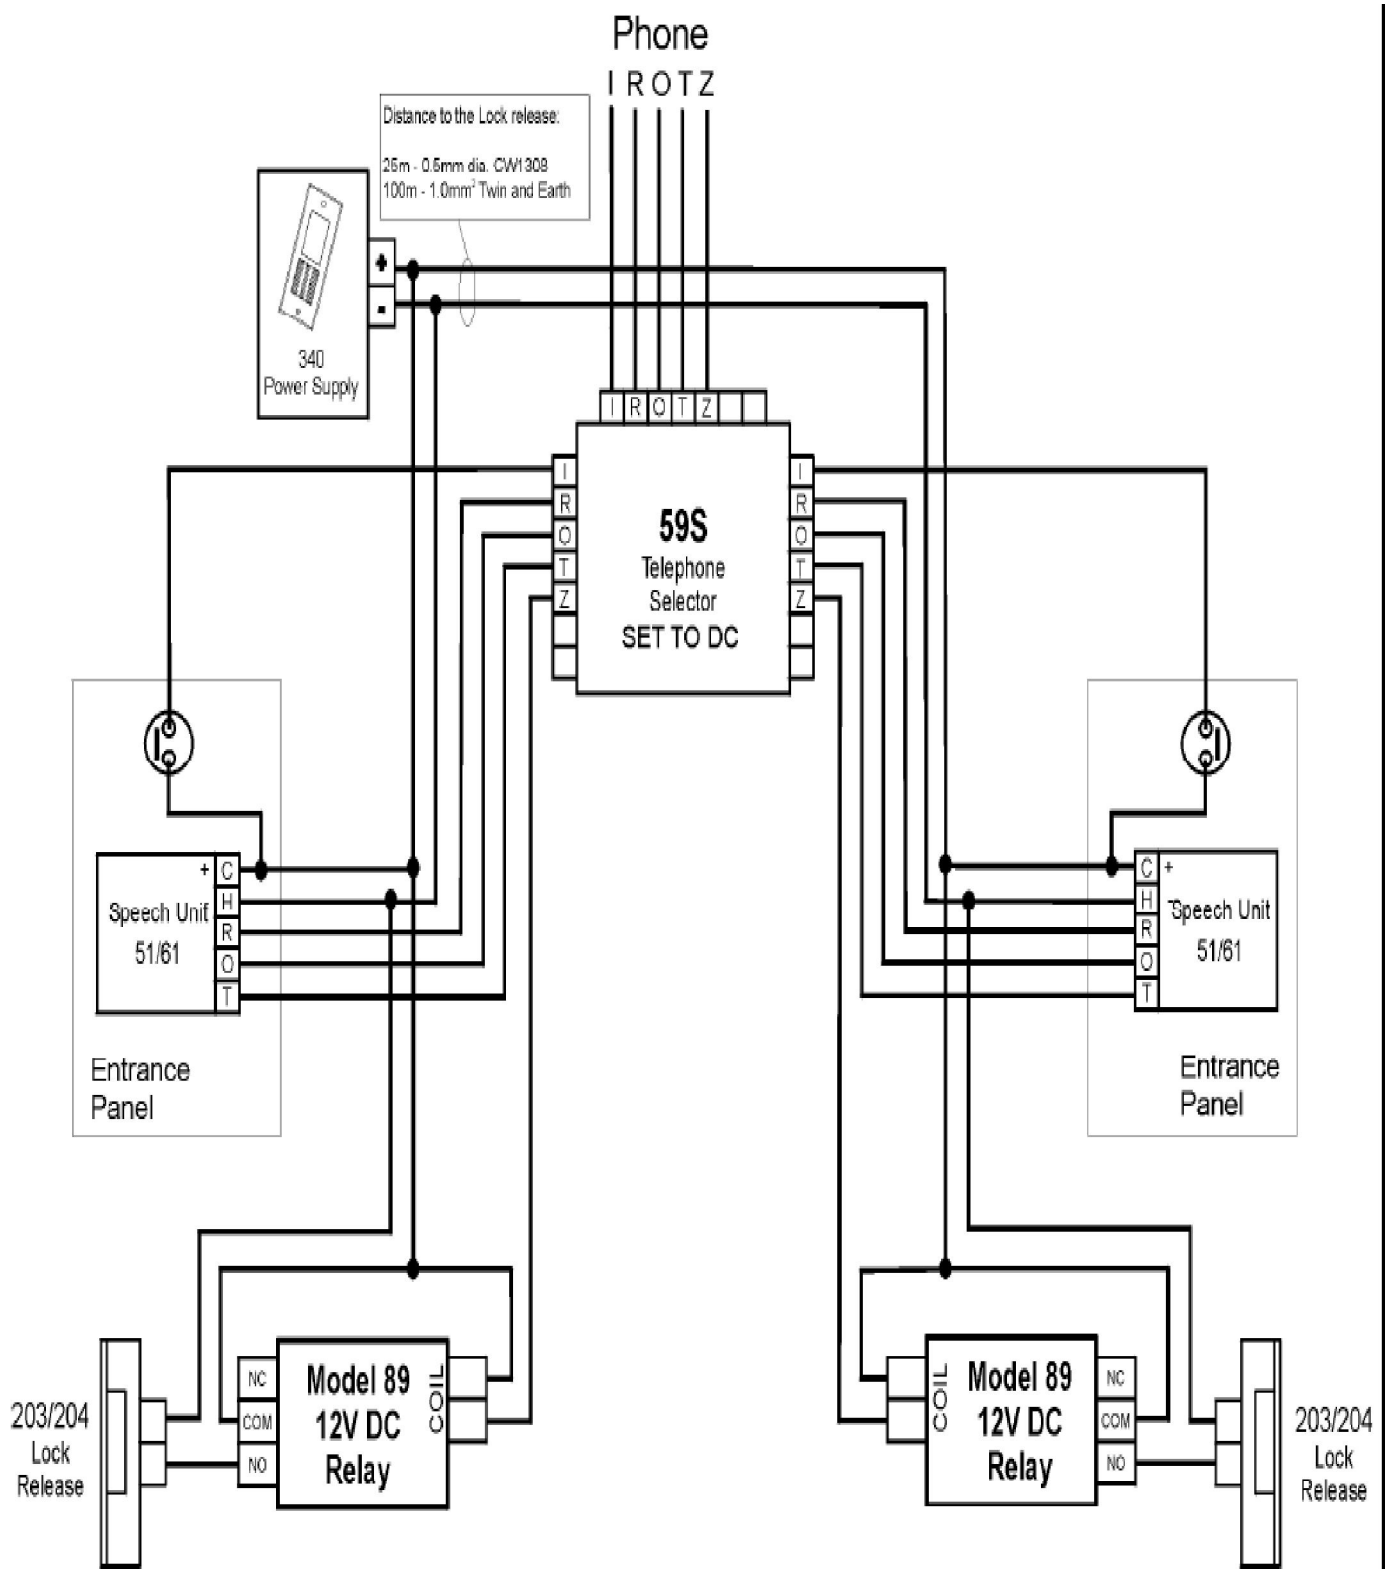 Phone
I R O T Z
Distance to the Lock release:
25m - 0.5mm dia. CW1308
100m - 1.0mm² Twin and Earth
+
-
340
Power Supply
I R O T Z
I
R
O
T
Z
59S
Telephone
Selector
SET TO DC
I
R
O
T
Z
+ C
H
R
O
T
Speech Unit
51/61
Entrance
Panel
C +
H -
R
O
T
Speech Unit
51/61
Entrance
Panel
203/204
Lock
Release
NC
COM
NO
Model 89
12V DC
Relay
COIL
COIL
Model 89
12V DC
Relay
NC
COM
NO
203/204
Lock
Release